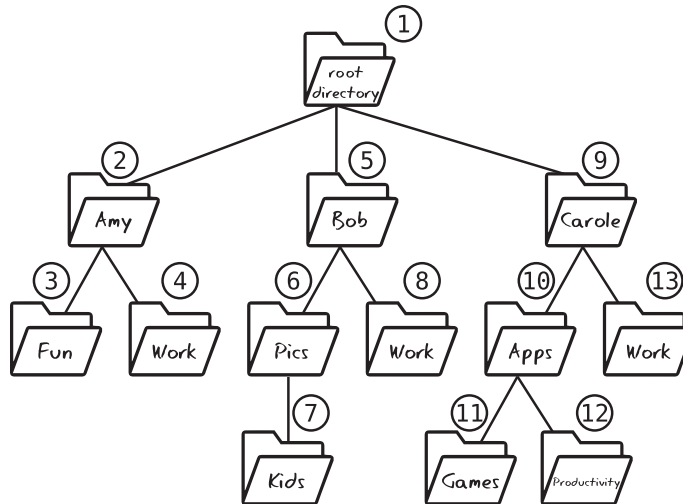 1
root
directory
2 5 9
Amy Bob Carole
3 4 6 8 10 13
Fun Work Pics Work Apps Work
7 11 12
Kids Games Productivity